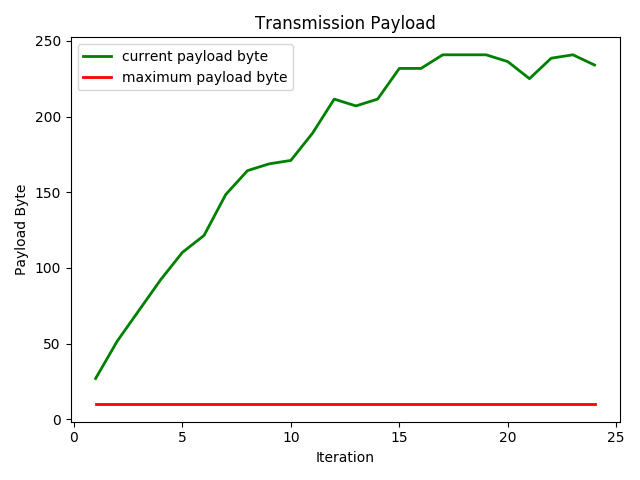 Transmission Payload
current payload byte
maximum payload byte
Payload Byte
250
200
150
100
50
0
0 5 10 15 20 25
Iteration